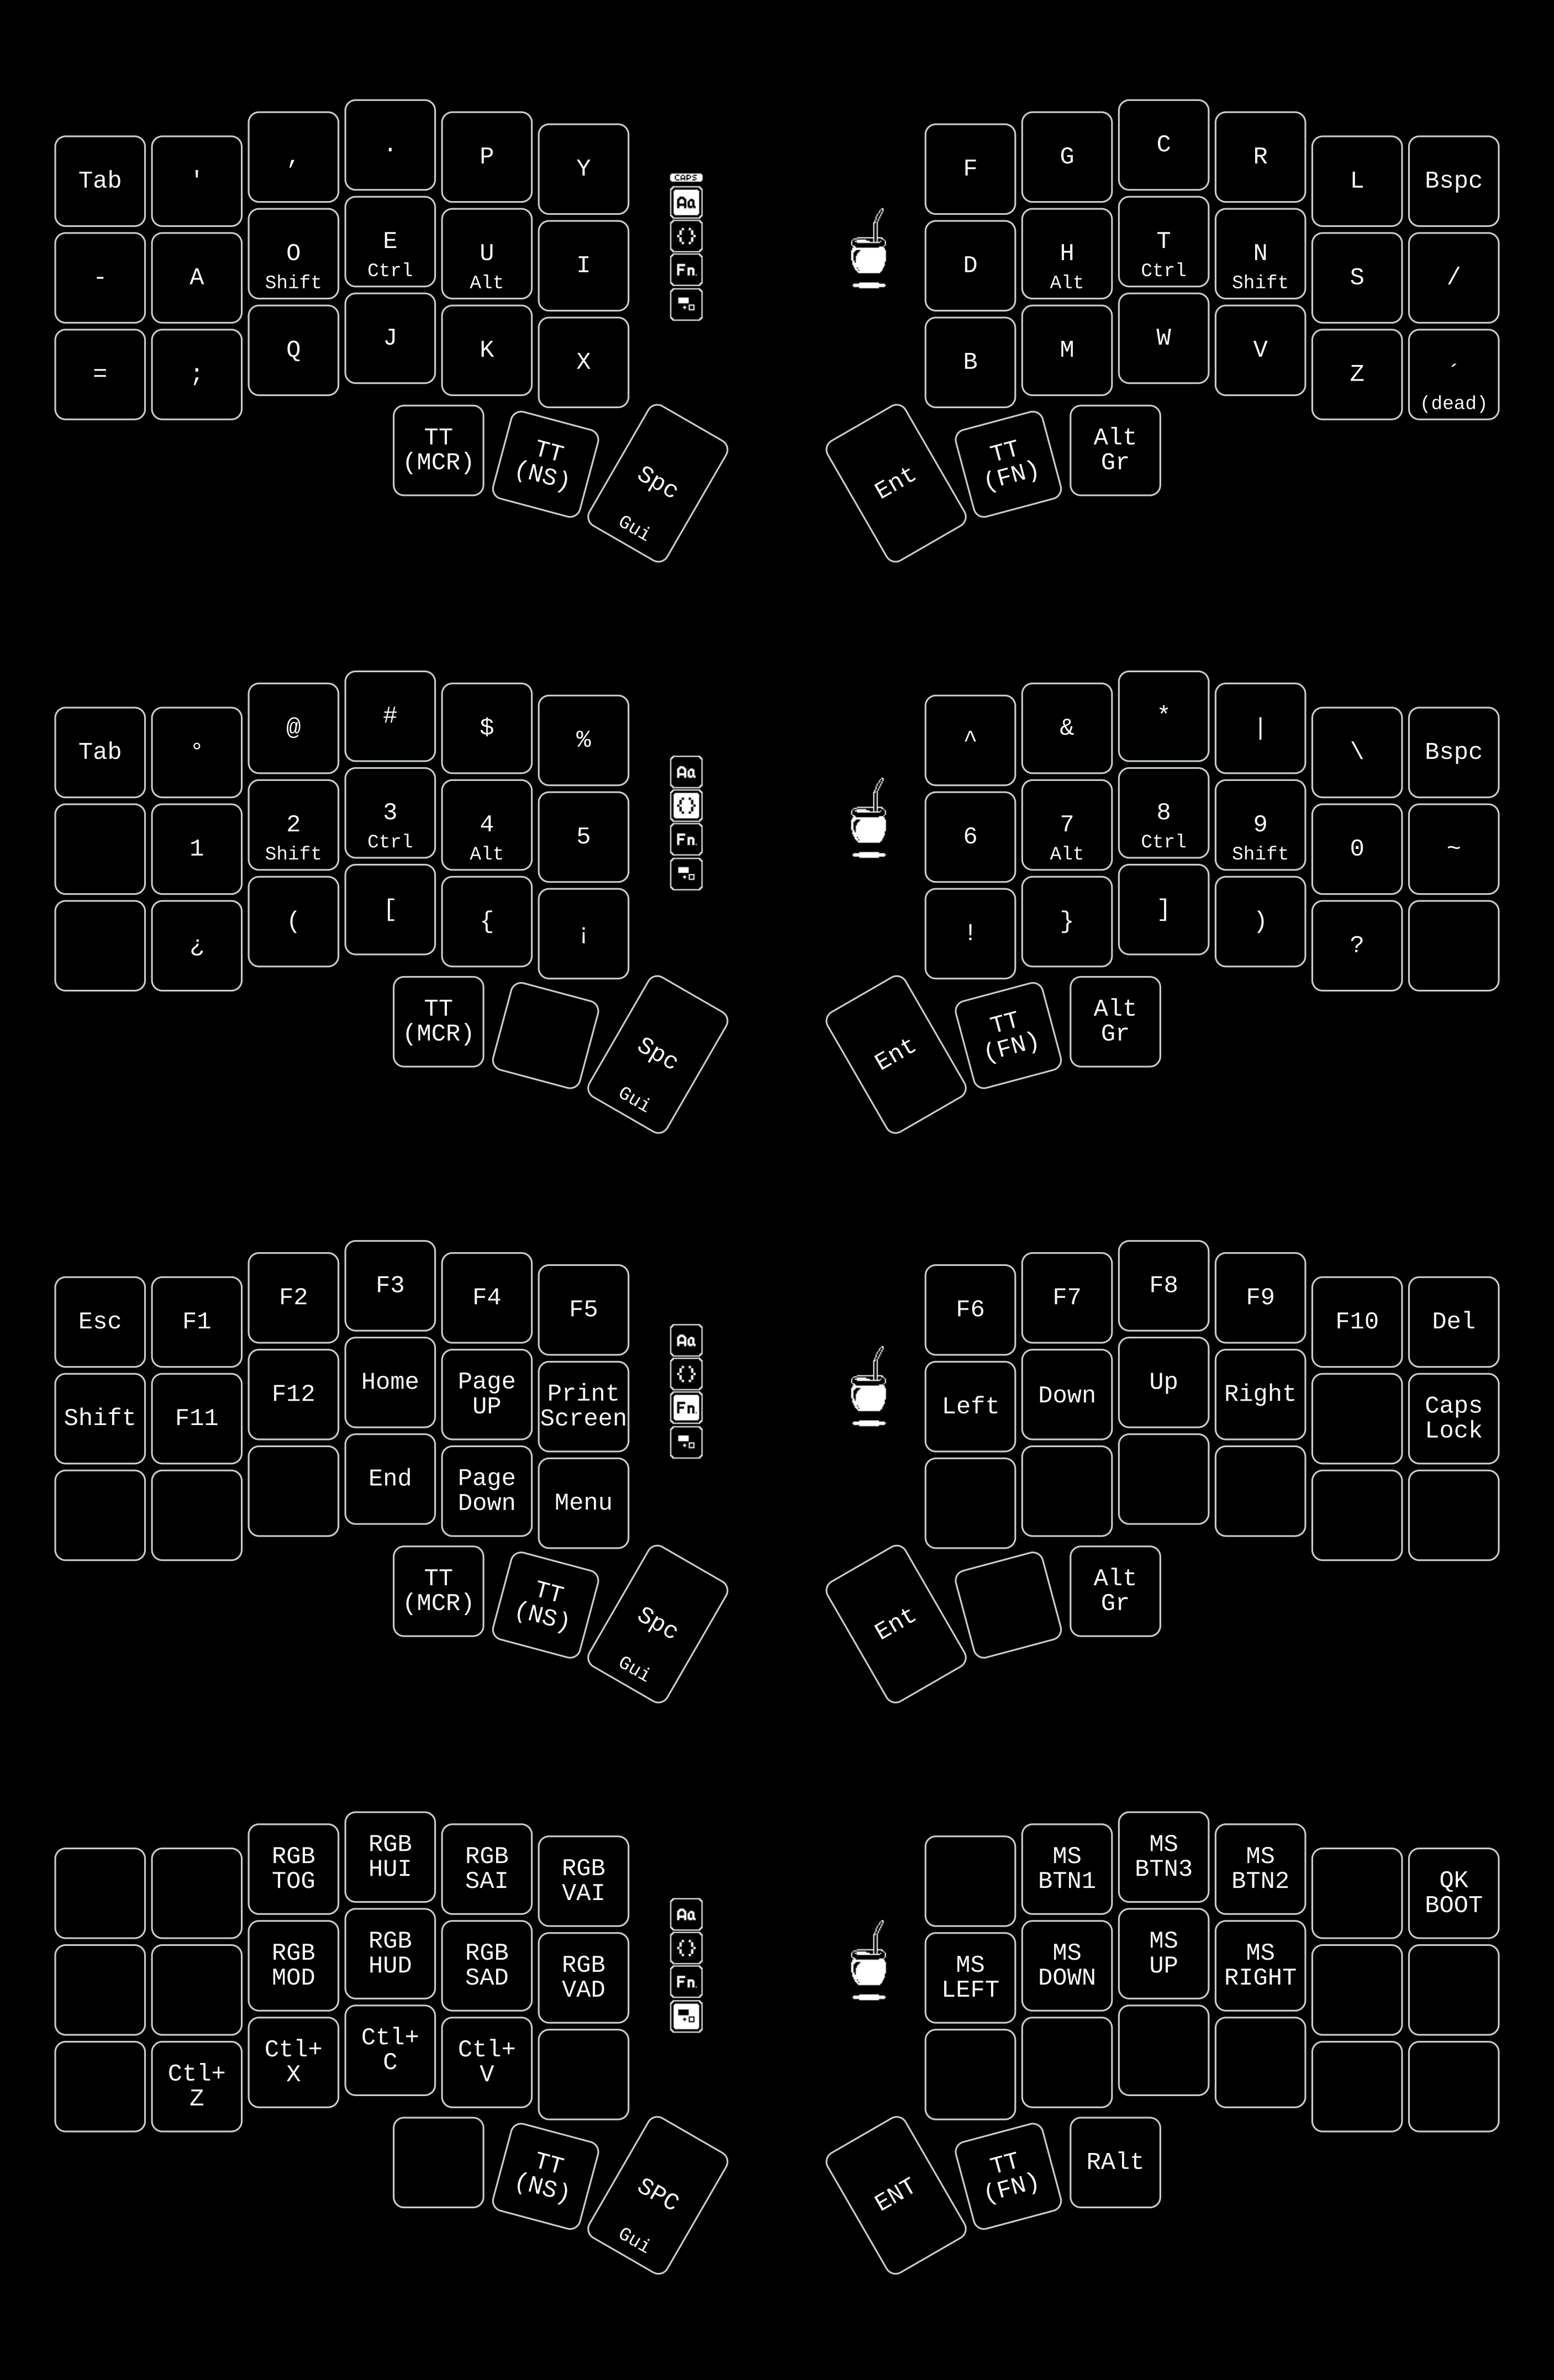 Tab ' , . P Y F G C R L Bspc
CAPS
Aa
- A O E U I {} D H T N S /
Shift Ctrl Alt Alt Ctrl Shift
Fn
= ; Q J K X B M W V Z ´
(dead)
TT TT Spc Ent TT Alt
(MCR) (NS) (FN) Gr
Gui
Tab ° @ # $ % ^ & * | \ Bspc
Aa
1 2 3 4 5 {} 6 7 8 9 0 ~
Shift Ctrl Alt Alt Ctrl Shift
Fn
¿ ( [ { ¡ ! } ] ) ?
TT Spc Ent TT Alt
(MCR) (FN) Gr
Gui
Esc F1 F2 F3 F4 F5 F6 F7 F8 F9 F10 Del
Aa
{}
Shift F11 F12 Home Page Print Left Down Up Right Caps
UP Screen Lock
Fn
End Page Menu
Down
TT TT Spc Ent Alt
(MCR) (NS) Gr
Gui
RGB RGB RGB RGB MS MS MS QK
TOG HUI SAI VAI BTN1 BTN3 BTN2 BOOT
Aa
{}
RGB RGB RGB RGB MS MS MS MS
MOD HUD SAD VAD LEFT DOWN UP RIGHT
Fn
Ctl+ Ctl+ Ctl+ Ctl+
Z X C V
TT SPC ENT TT RAlt
(NS) (FN)
Gui